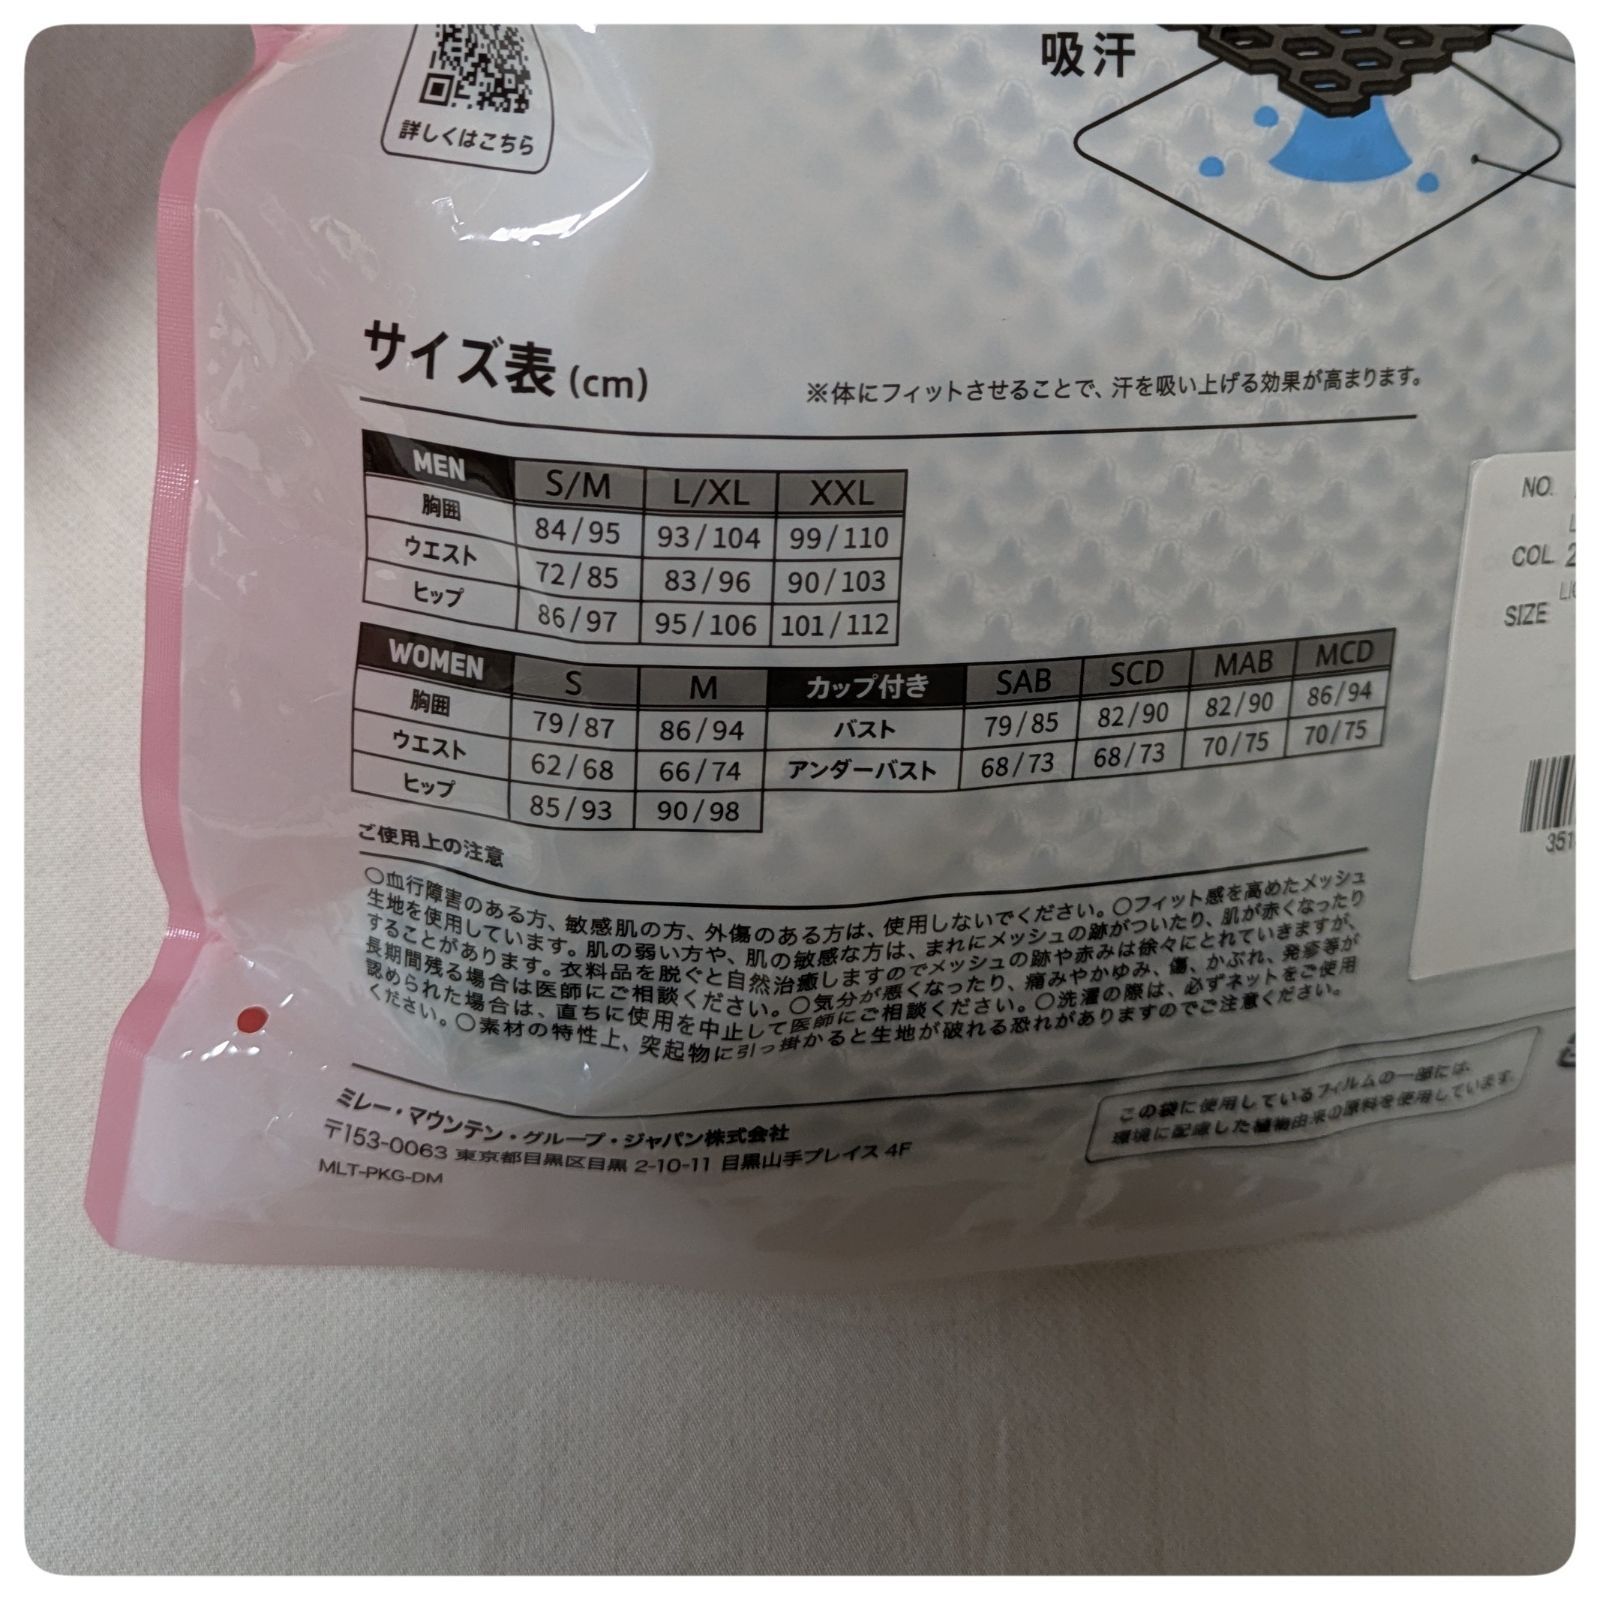 詳しくはこちら
吸汗
サイズ表 (cm)
※体にフィットさせることで、汗を吸い上げる効果が高まります。
MEN S/M L/XL XXL
胸囲 84/95 93/104 99/110
ウエスト 72/85 83/96 90/103
ヒップ 86/97 95/106 101/112
WOMEN S M カップ付き SAB SCD MAB MCD
胸囲 79/87 86/94 バスト 79/85 82/90 82/90 86/94
ウエスト 62/68 66/74 アンダーバスト 68/73 68/73 70/75 70/75
ヒップ 85/93 90/98
NO.
COL. 2
SIZE
351
ご使用上の注意
○血行障害のある方、敏感肌の方、外傷のある方は、使用しないでください。○フィット感を高めたメッシュ
生地を使用しています。肌の弱い方や、肌の敏感な方は、まれにメッシュの跡がついたり、肌が赤くなったり
することがあります。衣料品を脱ぐと自然治癒しますのでメッシュの跡や赤みは徐々にとれていきますが、
長期間残る場合は医師にご相談ください。○気分が悪くなったり、痛みやかゆみ、傷、かぶれ、発疹等が
認められた場合は、直ちに使用を中止して医師にご相談ください。○洗濯の際は、必ずネットをご使用
ください。○素材の特性上、突起物に引っ掛かると生地が破れる恐れがありますのでご注意ください。
ミレー・マウンテン・グループ・ジャパン株式会社
〒153-0063 東京都目黒区目黒 2-10-11 目黒山手プレイス 4F
MLT-PKG-DM
この袋に使用しているフィルムの一部には、
環境に配慮した植物由来の原料を使用しています。